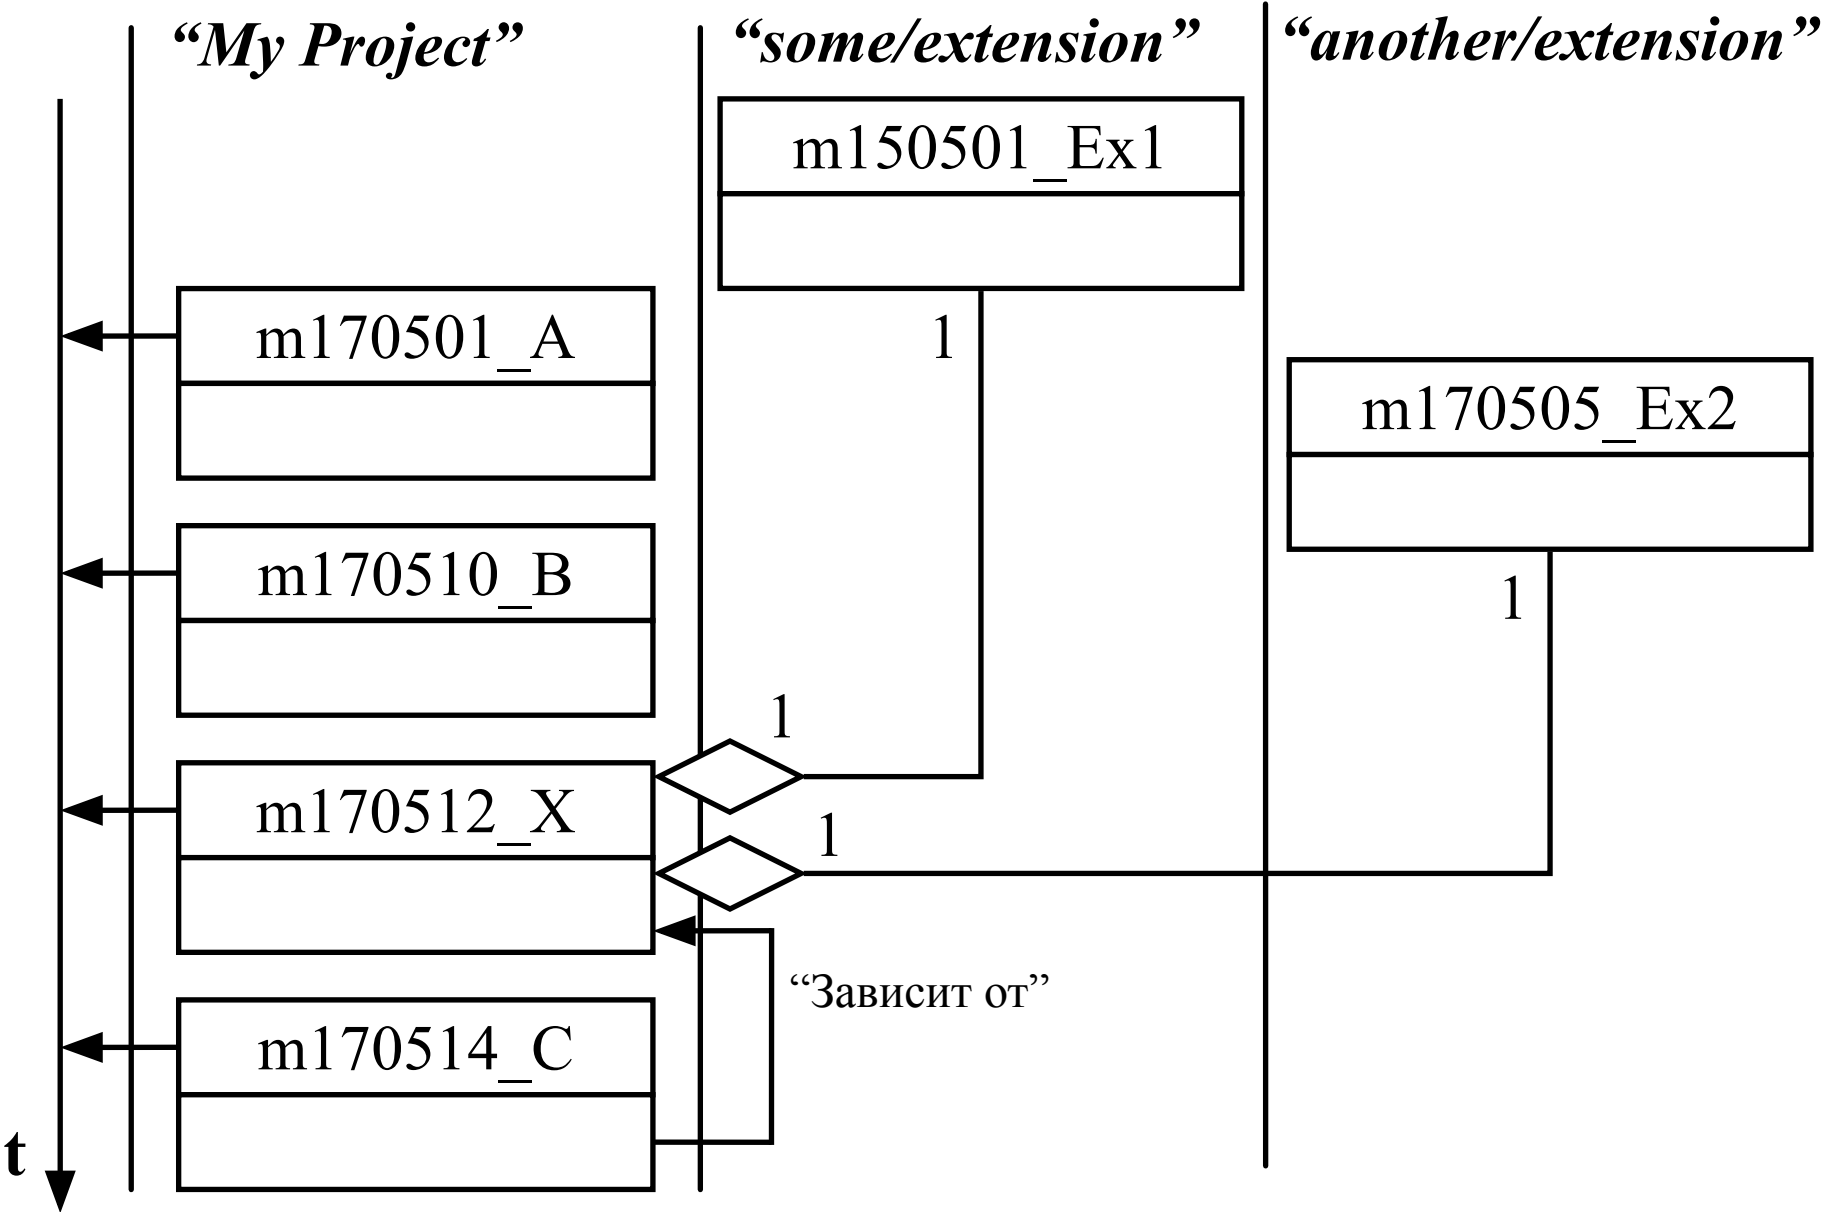 “My Project”
“some/extension”
“another/extension”
m150501_Ex1
m170501_A
1
m170505_Ex2
m170510_B
1
1
m170512_X
1
“Зависит от”
m170514_C
t